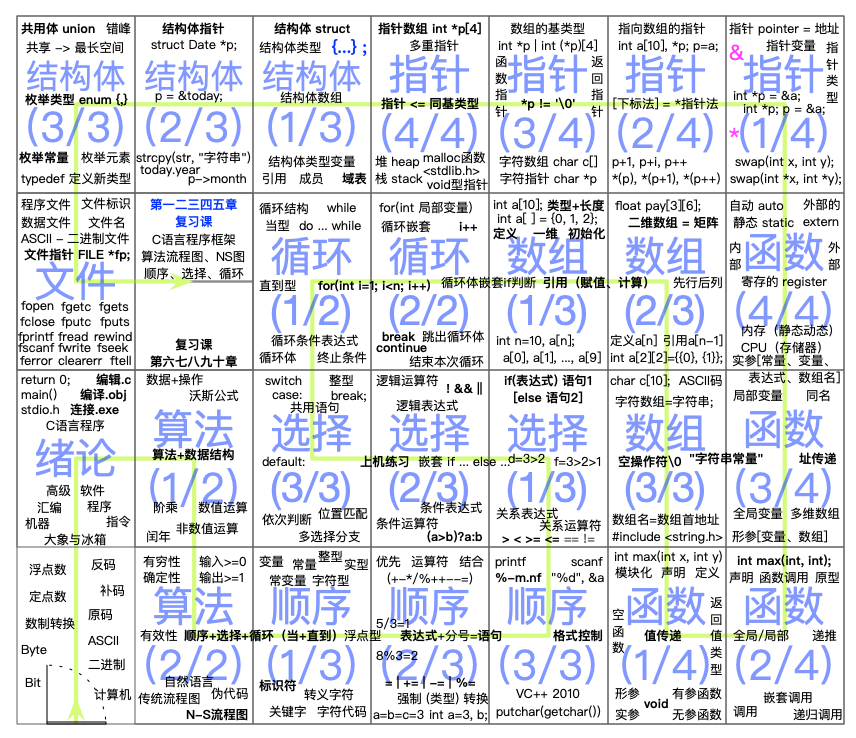 共用体 union 错峰
共享 –> 最长空间
结构体
枚举类型 enum {,}
(3/3)
枚举常量 枚举元素
typedef 定义新类型
结构体指针
struct Date *p;
结构体
p = &today;
(2/3)
strcpy(str, "字符串")
today.year
p–>month
结构体 struct
结构体类型 {...} ;
结构体
结构体数组
(1/3)
结构体类型变量
引用 成员 域表
指针数组 int *p[4]
多重指针
指针
指针 <= 同基类型
(4/4)
堆 heap malloc函数
<stdlib.h>
栈 stack void型指针
数组的基类型
int *p | int (*p)[4]
函数指针
指针
返回指针
*p != '\0'
(3/4)
字符数组 char c[]
字符指针 char *p
指向数组的指针
int a[10], *p; p=a;
指针
[下标法] = *指针法
(2/4)
p+1, p+i, p++
*(p), *(p+1), *(p++)
指针 pointer = 地址
& 指针变量
指针
指针类型
int *p = &a;
int *p; p = &a;
* (1/4)
swap(int x, int y);
swap(int *x, int *y);
程序文件 文件标识
数据文件 文件名
ASCII – 二进制文件
文件指针 FILE *fp;
文件
fopen fgetc fgets
fclose fputc fputs
fprintf fread rewind
fscanf fwrite fseek
ferror clearerr ftell
第一二三四五章
复习课
C语言程序框架
算法流程图、NS图
顺序、选择、循环
复习课
第六七八九十章
循环结构 while
当型 do ... while
循环
直到型 for(int i=1; i<n; i++)
(1/2)
循环条件表达式
循环体 终止条件
for(int 局部变量)
循环嵌套 i++
循环
循环体嵌套if判断
(2/2)
break 跳出循环体
continue
结束本次循环
int a[10]; 类型+长度
int a[ ] = {0, 1, 2};
定义 一维 初始化
数组
引用（赋值、计算）
(1/3)
int n=10, a[n];
a[0], a[1], ..., a[9]
float pay[3][6];
二维数组 = 矩阵
数组
先行后列
(2/3)
定义a[n] 引用a[n−1]
int a[2][2]={{0}, {1}};
自动 auto 外部的
静态 static extern
内部
函数
外部
寄存的 register
(4/4)
内存（静态动态）
CPU（存储器）
实参[常量、变量、
表达式、数组名]
return 0; 编辑.c
main() 编译.obj
stdio.h 连接.exe
C语言程序
绪论
高级 软件
汇编 程序
机器 指令
大象与冰箱
数据+操作
沃斯公式
算法
算法+数据结构
(1/2)
阶乘 数值运算
闰年 非数值运算
switch 整型
case: break;
共用语句
选择
default:
(3/3)
依次判断 位置匹配
多选择分支
逻辑运算符 ! && ||
逻辑表达式
选择
上机练习 嵌套 if ... else ...
(2/3)
条件表达式
条件运算符
(a>b)?a:b
if(表达式) 语句1
[else 语句2]
选择
d=3>2 f=3>2>1
(1/3)
关系表达式
关系运算符
> < >= <= == !=
char c[10]; ASCII码
字符数组=字符串;
数组
空操作符\0 "字符串常量"
(3/3)
数组名=数组首地址
#include <string.h>
局部变量 同名
函数
址传递
(3/4)
全局变量 多维数组
形参[变量、数组]
浮点数 反码
定点数 补码
数制转换 原码
Byte ASCII
二进制
Bit 计算机
有穷性 输入>=0
确定性 输出>=1
算法
有效性 顺序+选择+循环（当+直到）
(2/2)
自然语言
传统流程图 伪代码
N–S流程图
变量 常量 整型 实型
常变量 字符型
顺序
浮点型
(1/3)
标识符 转义字符
关键字 字符代码
优先 运算符 结合
(+−*/%++−−=)
顺序
5/3=1
表达式+分号=语句
8%3=2
(2/3)
= | += | −= | %=
强制 (类型) 转换
a=b=c=3 int a=3, b;
printf scanf
%−m.nf "%d", &a
顺序
格式控制
(3/3)
VC++ 2010
putchar(getchar())
int max(int x, int y)
模块化 声明 定义
空函数
函数
返回值类型
值传递
(1/4)
形参 void 有参函数
实参 无参函数
int max(int, int);
声明 函数调用 原型
函数
全局/局部 递推
(2/4)
嵌套调用
调用 递归调用